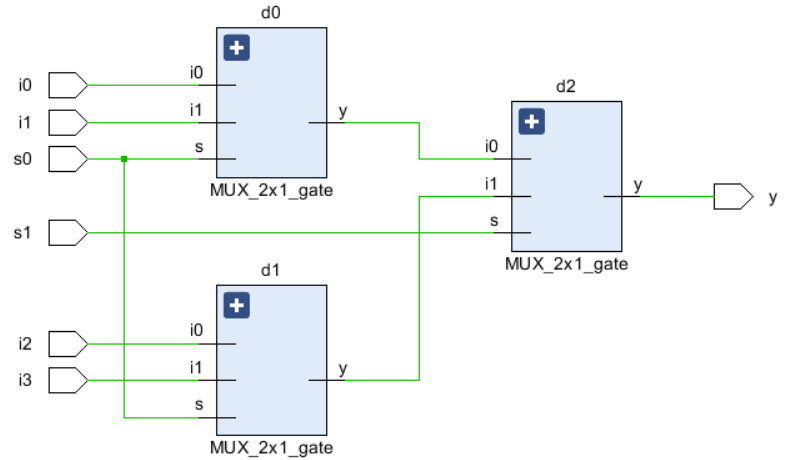 d0
i0
i0
i1
i1
y
s0
s
MUX_2x1_gate
d2
i0
i1
y
y
s1
s
MUX_2x1_gate
d1
i2
i0
i3
i1
y
s
MUX_2x1_gate